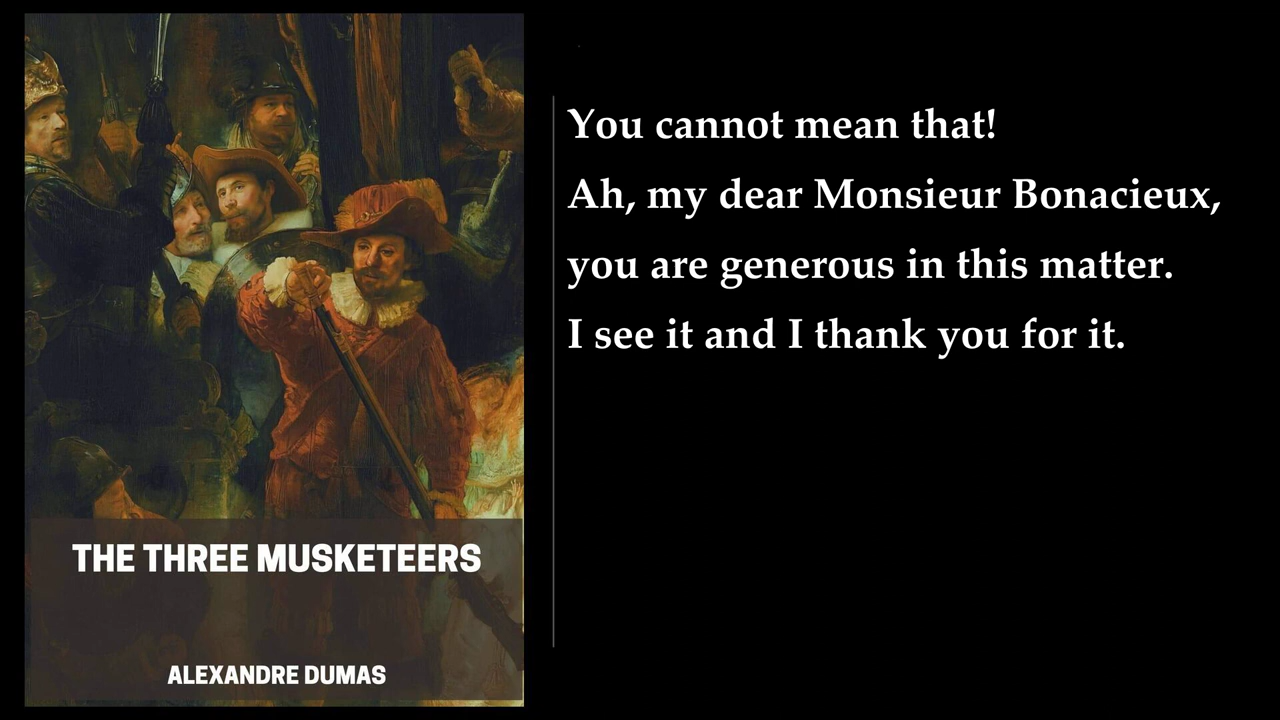 THE THREE MUSKETEERS
ALEXANDRE DUMAS
You cannot mean that!
Ah, my dear Monsieur Bonacieux,
you are generous in this matter.
I see it and I thank you for it.